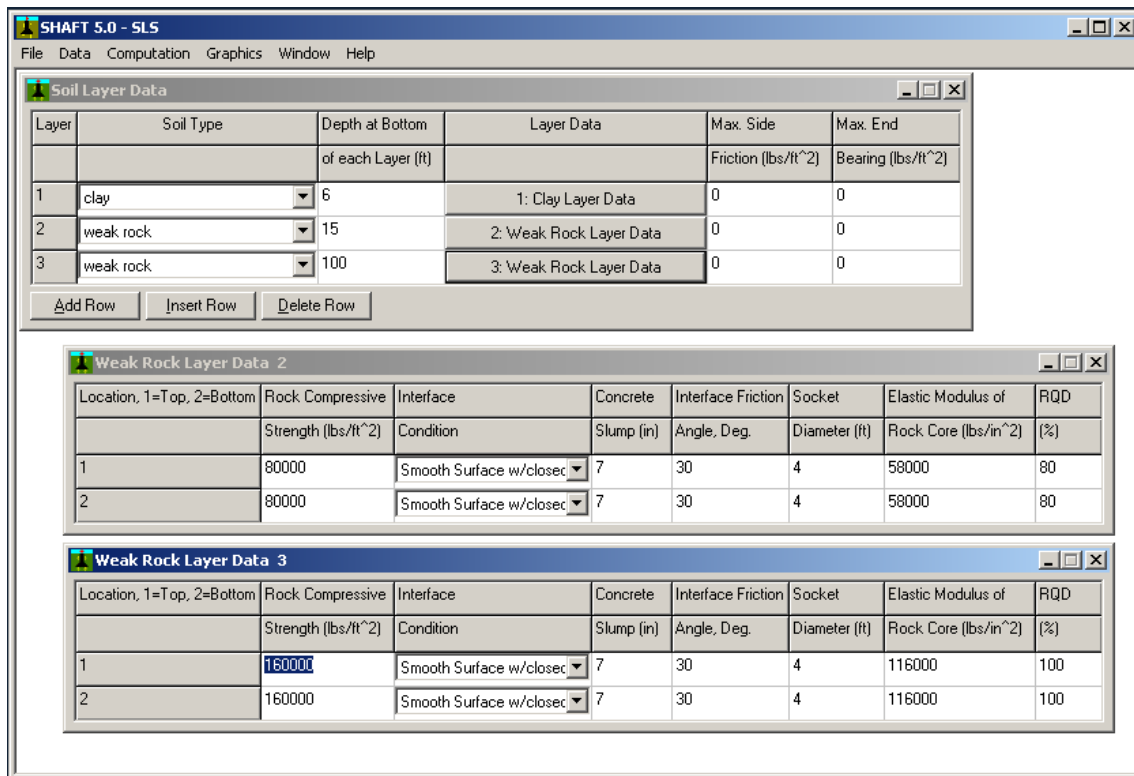 SHAFT 5.0 - SLS
File Data Computation Graphics Window Help
Soil Layer Data
Layer Soil Type Depth at Bottom Layer Data Max. Side Max. End
of each Layer (ft) Friction (lbs/ft^2) Bearing (lbs/ft^2)
1 clay 6 1: Clay Layer Data 0 0
2 weak rock 15 2: Weak Rock Layer Data 0 0
3 weak rock 100 3: Weak Rock Layer Data 0 0
Add Row Insert Row Delete Row
Weak Rock Layer Data 2
Location, 1=Top, 2=Bottom Rock Compressive Interface Concrete Interface Friction Socket Elastic Modulus of RQD
Strength (lbs/ft^2) Condition Slump (in) Angle, Deg. Diameter (ft) Rock Core (lbs/in^2) (%)
1 80000 Smooth Surface w/closec 7 30 4 58000 80
2 80000 Smooth Surface w/closec 7 30 4 58000 80
Weak Rock Layer Data 3
Location, 1=Top, 2=Bottom Rock Compressive Interface Concrete Interface Friction Socket Elastic Modulus of RQD
Strength (lbs/ft^2) Condition Slump (in) Angle, Deg. Diameter (ft) Rock Core (lbs/in^2) (%)
1 160000 Smooth Surface w/closec 7 30 4 116000 100
2 160000 Smooth Surface w/closec 7 30 4 116000 100